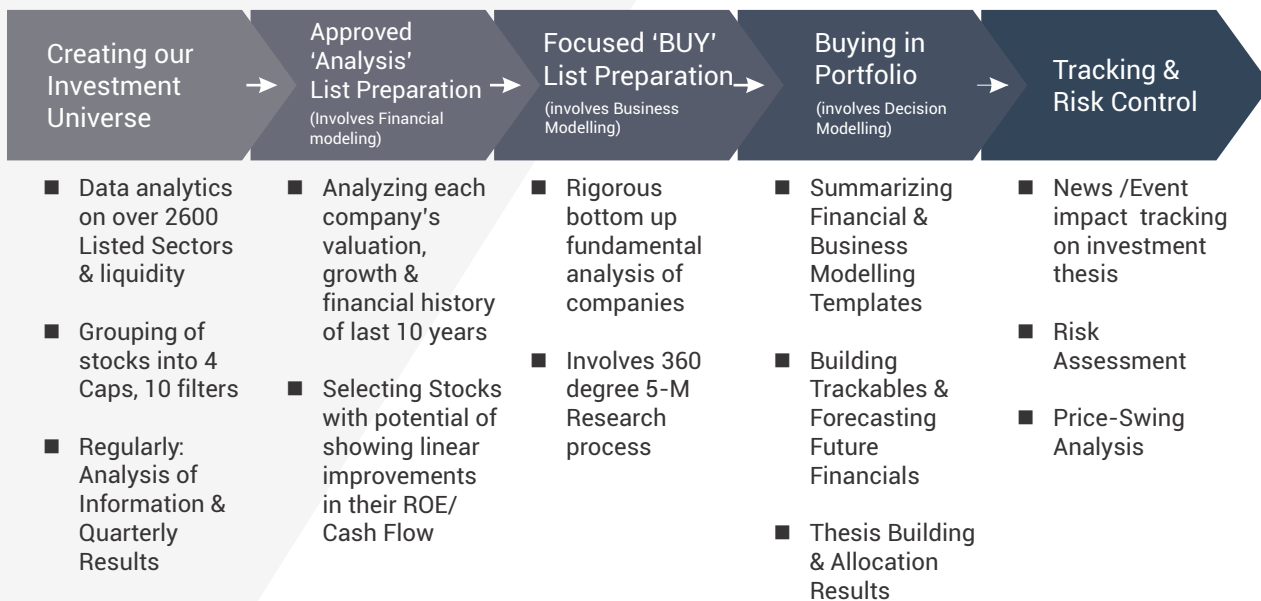 Creating our
Investment
Universe
Approved
‘Analysis’
List Preparation
(Involves Financial
modeling)
Focused ‘BUY’
List Preparation
(involves Business
Modelling)
Buying in
Portfolio
(involves Decision
Modelling)
Tracking &
Risk Control
Data analytics
on over 2600
Listed Sectors
& liquidity
Grouping of
stocks into 4
Caps, 10 filters
Regularly:
Analysis of
Information &
Quarterly
Results
Analyzing each
company’s
valuation,
growth &
financial history
of last 10 years
Selecting Stocks
with potential of
showing linear
improvements
in their ROE/
Cash Flow
Rigorous
bottom up
fundamental
analysis of
companies
Involves 360
degree 5-M
Research
process
Summarizing
Financial &
Business
Modelling
Templates
Building
Trackables &
Forecasting
Future
Financials
Thesis Building
& Allocation
Results
News /Event
impact tracking
on investment
thesis
Risk
Assessment
Price-Swing
Analysis